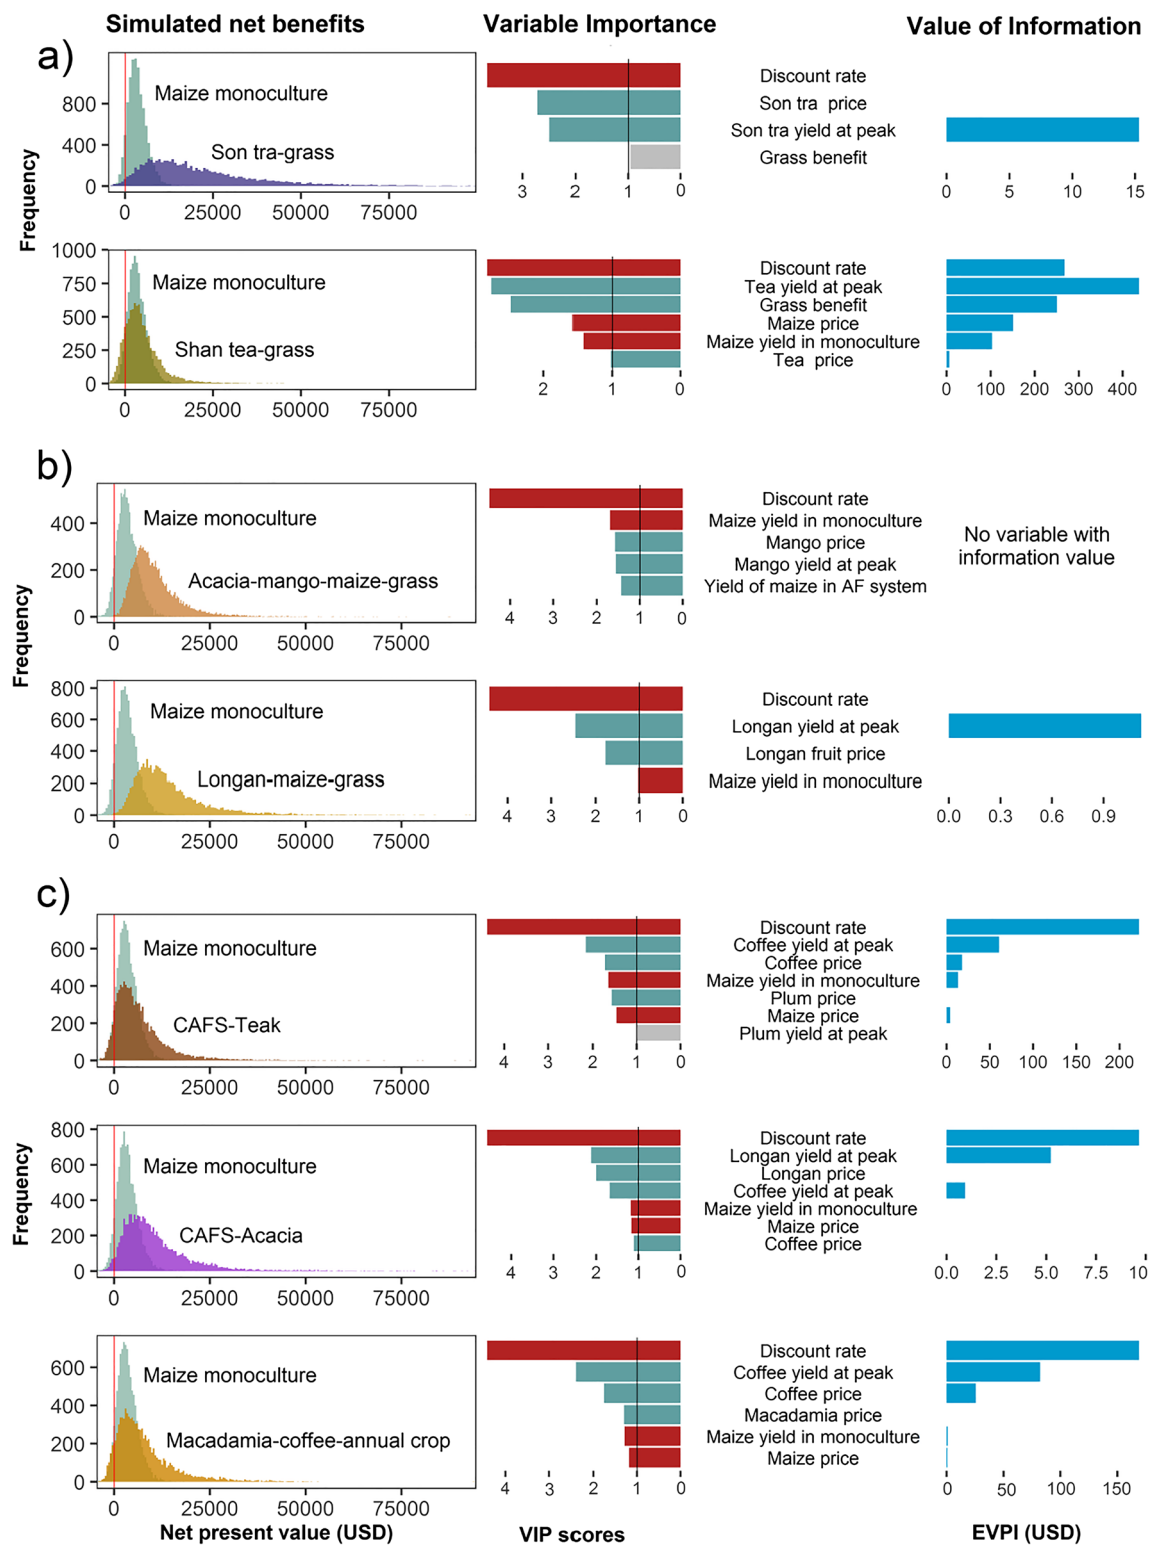 Simulated net benefits
Variable Importance
Value of Information
a)
Frequency
800
400
0
Maize monoculture
Son tra-grass
0 25000 50000 75000
Discount rate
Son tra price
Son tra yield at peak
Grass benefit
3 2 1 0
0 5 10 15
1000
750
500
250
0
Maize monoculture
Shan tea-grass
0 25000 50000 75000
Discount rate
Tea yield at peak
Grass benefit
Maize price
Maize yield in monoculture
Tea price
2 1 0
0 100 200 300 400
b)
Frequency
400
200
0
Maize monoculture
Acacia-mango-maize-grass
0 25000 50000 75000
Discount rate
Maize yield in monoculture
Mango price
Mango yield at peak
Yield of maize in AF system
4 3 2 1 0
No variable with
information value
800
600
400
200
0
Maize monoculture
Longan-maize-grass
0 25000 50000 75000
Discount rate
Longan yield at peak
Longan fruit price
Maize yield in monoculture
4 3 2 1 0
0.0 0.3 0.6 0.9
c)
Frequency
600
400
200
0
Maize monoculture
CAFS-Teak
0 25000 50000 75000
Discount rate
Coffee yield at peak
Coffee price
Maize yield in monoculture
Plum price
Maize price
Plum yield at peak
4 3 2 1 0
0 50 100 150 200
800
600
400
200
0
Maize monoculture
CAFS-Acacia
0 25000 50000 75000
Discount rate
Longan yield at peak
Longan price
Coffee yield at peak
Maize yield in monoculture
Maize price
Coffee price
4 3 2 1 0
0.0 2.5 5.0 7.5 10
600
400
200
0
Maize monoculture
Macadamia-coffee-annual crop
0 25000 50000 75000
Discount rate
Coffee yield at peak
Coffee price
Macadamia price
Maize yield in monoculture
Maize price
4 3 2 1 0
0 50 100 150
Net present value (USD)
VIP scores
EVPI (USD)